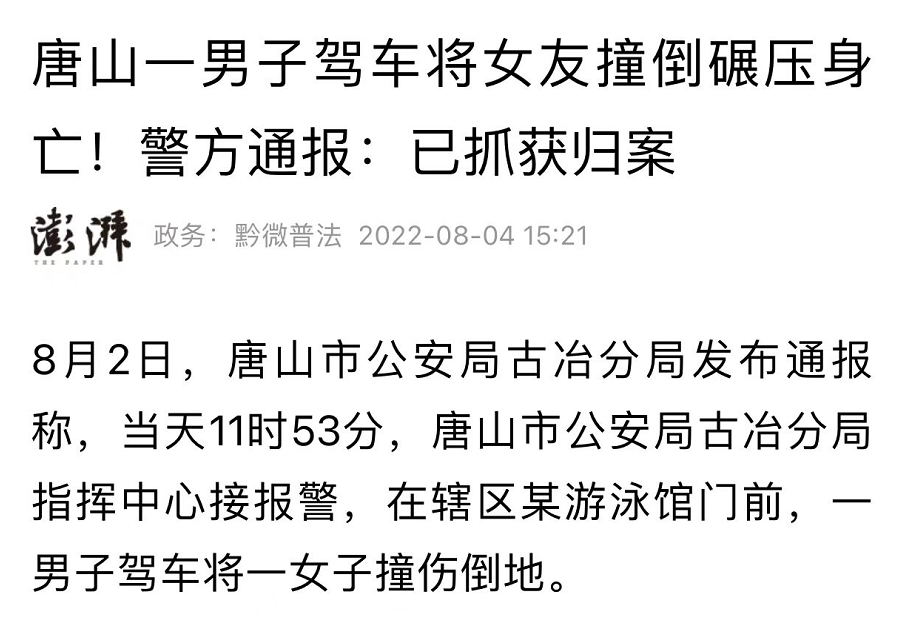 唐山一男子驾车将女友撞倒碾压身
亡！警方通报：已抓获归案
澎湃
THE PAPER
政务：黔微普法 2022-08-04 15:21
8月2日，唐山市公安局古冶分局发布通报
称，当天11时53分，唐山市公安局古冶分局
指挥中心接报警，在辖区某游泳馆门前，一
男子驾车将一女子撞伤倒地。